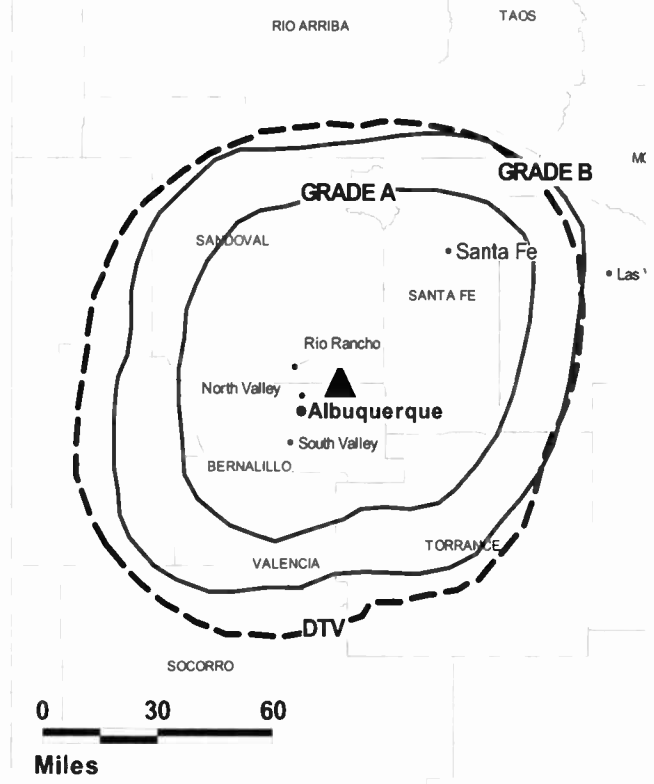 TAOS
RIO ARRIBA
GRADE B
GRADE A
SANDOVAL
Santa Fe
Las
SANTA FE
Rio Rancho
North Valley
Albuquerque
South Valley
BERNALILLO
TORRANCE
VALENCIA
DTV
SOCORRO
0 30 60
Miles